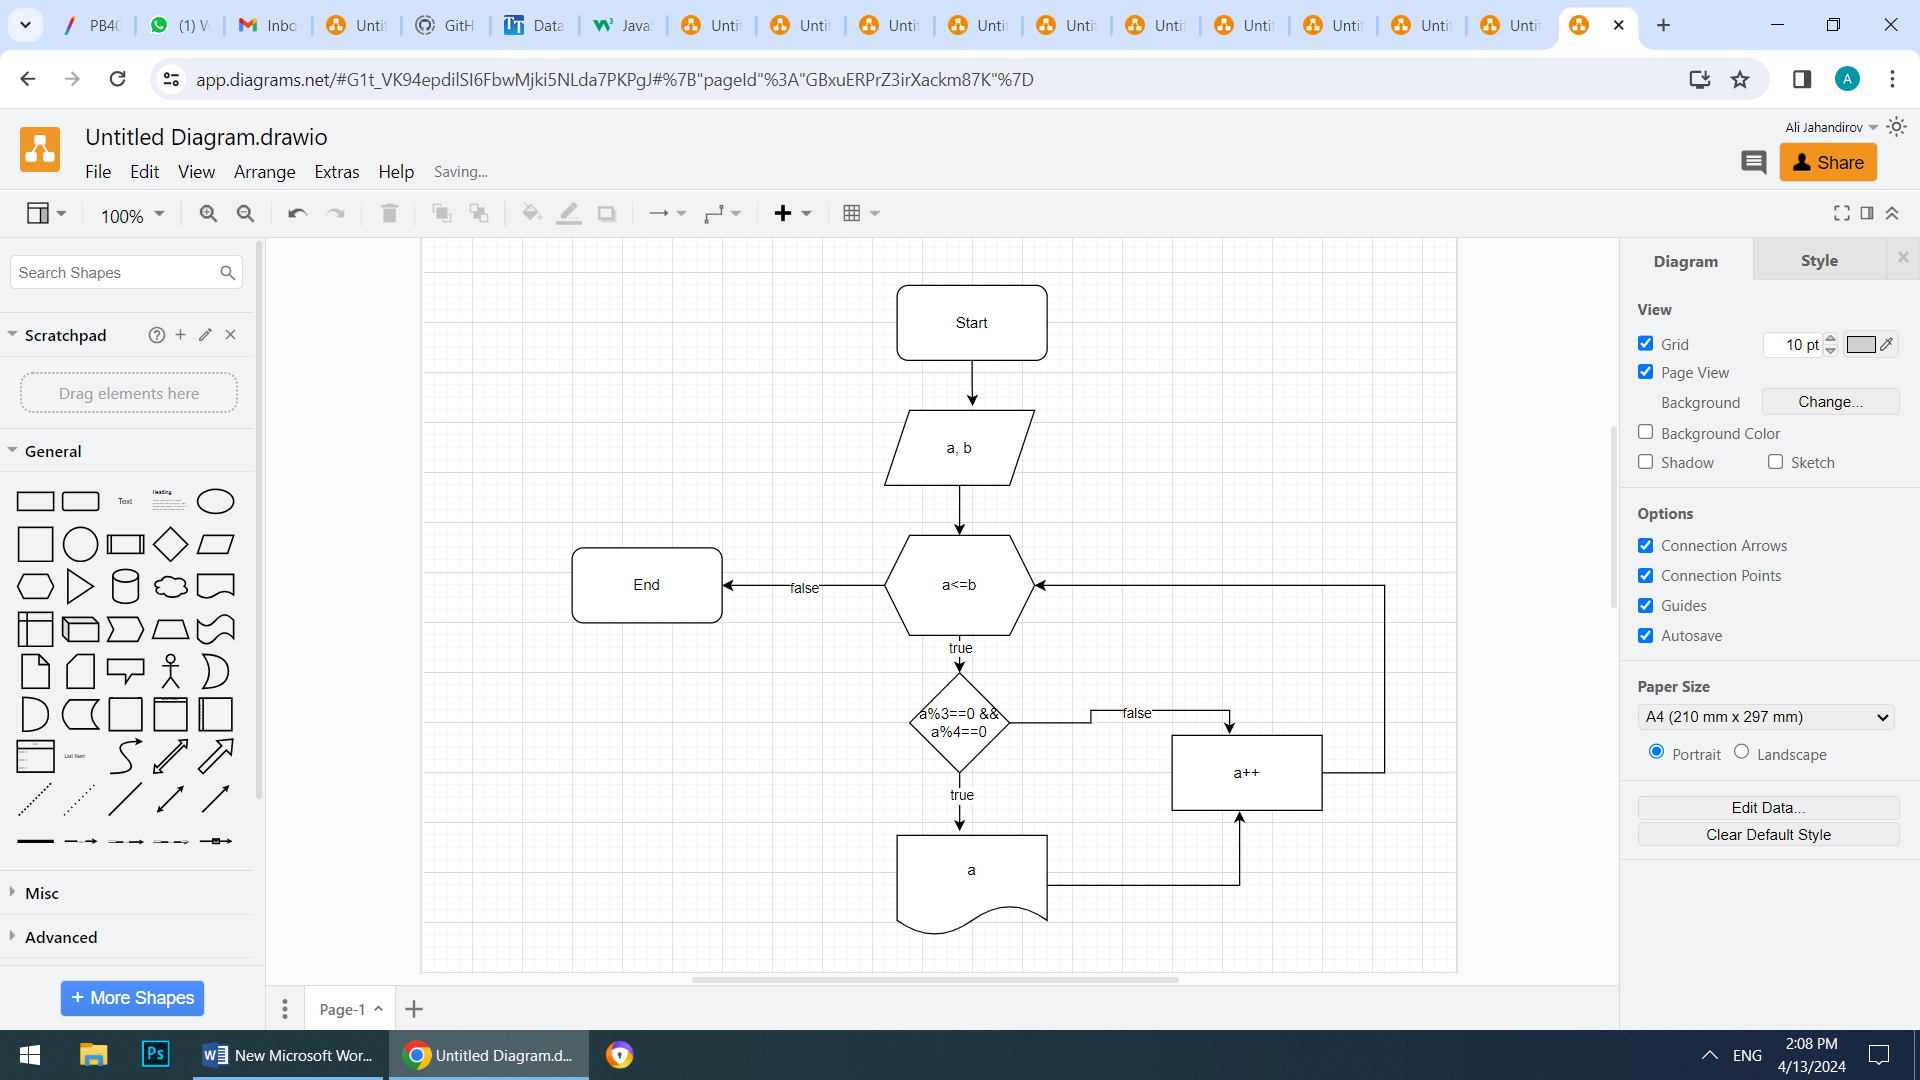 PB4
(1) W
Inbo
Unti
GitH
Data
Java
Unti
Unti
Unti
Unti
Unti
Unti
Unti
Unti
Unti
Unti
app.diagrams.net/#G1t_VK94epdilSI6FbwMjki5NLda7PKPgJ#%7B"pageId"%3A"GBxuERPrZ3irXackm87K"%7D
A
Untitled Diagram.drawio
Ali Jahandirov
File Edit View Arrange Extras Help Saving...
Share
100%
Search Shapes
Scratchpad
Drag elements here
General
Text
Heading
List Item
Misc
Advanced
+ More Shapes
Start
a, b
End
false
a<=b
true
a%3==0 &&
a%4==0
false
a++
true
a
Page-1
Diagram
Style
View
Grid
10 pt
Page View
Background
Change...
Background Color
Shadow
Sketch
Options
Connection Arrows
Connection Points
Guides
Autosave
Paper Size
A4 (210 mm x 297 mm)
Portrait
Landscape
Edit Data...
Clear Default Style
Ps
New Microsoft Wor...
Untitled Diagram.d...
ENG
2:08 PM
4/13/2024